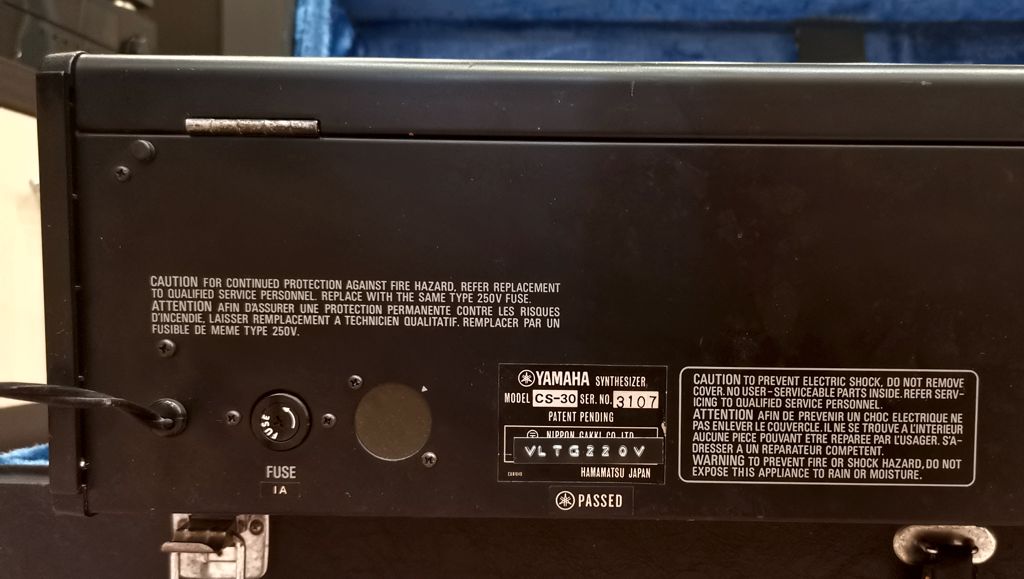 CAUTION FOR CONTINUED PROTECTION AGAINST FIRE HAZARD, REFER REPLACEMENT
TO QUALIFIED SERVICE PERSONNEL. REPLACE WITH THE SAME TYPE 250V FUSE.
ATTENTION AFIN D'ASSURER UNE PROTECTION PERMANENTE CONTRE LES RISQUES
D'INCENDIE, LAISSER REMPLACEMENT A TECHNICIEN QUALITATIF. REMPLACER PAR UN
FUSIBLE DE MEME TYPE 250V.
FUSE
FUSE
1A
YAMAHA SYNTHESIZER
MODEL CS-30 SER. NO. 3107
PATENT PENDING
NIPPON GAKKI CO. LTD.
VLTG220V
HAMAMATSU JAPAN
PASSED
CAUTION TO PREVENT ELECTRIC SHOCK, DO NOT REMOVE
COVER. NO USER-SERVICEABLE PARTS INSIDE. REFER SERV-
ICING TO QUALIFIED SERVICE PERSONNEL.
ATTENTION AFIN DE PREVENIR UN CHOC ELECTRIQUE NE
PAS ENLEVER LE COUVERCLE. IL NE SE TROUVE A L'INTERIEUR
AUCUNE PIECE POUVANT ETRE REPAREE PAR L'USAGER. S'A-
DRESSER A UN REPARATEUR COMPETENT.
WARNING TO PREVENT FIRE OR SHOCK HAZARD, DO NOT
EXPOSE THIS APPLIANCE TO RAIN OR MOISTURE.